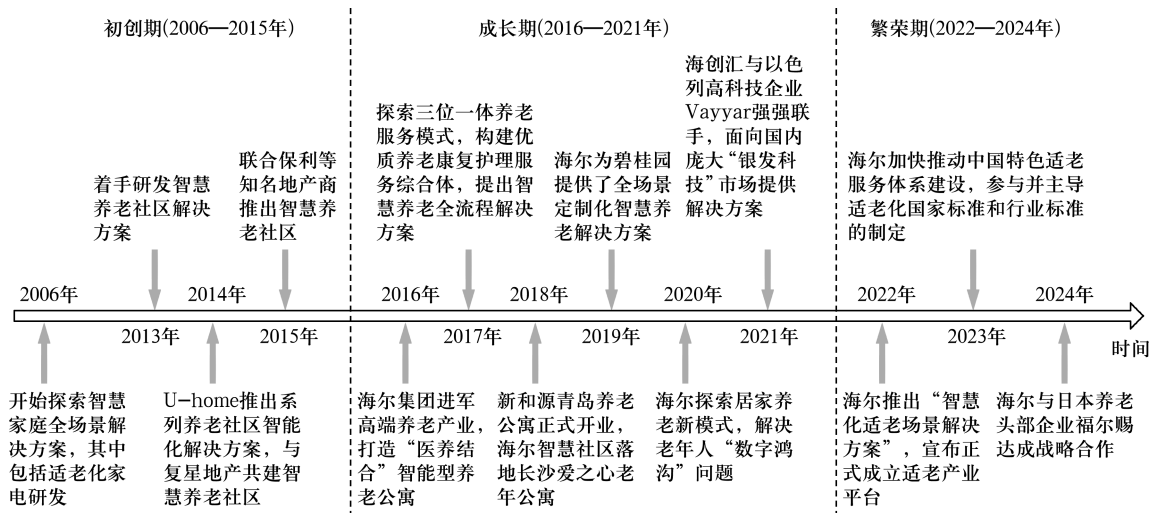 初创期(2006—2015年)
成长期(2016—2021年)
繁荣期(2022—2024年)
着手研发智慧
养老社区解决
方案
联合保利等
知名地产商
推出智慧养
老社区
探索三位一体养老
服务模式，构建优
质养老康复护理服
务综合体，提出智
慧养老全流程解决
方案
海尔为碧桂园
提供了全场景
定制化智慧养
老解决方案
海创汇与以色
列高科技企业
Vayyar强强联
手，面向国内
庞大“银发科
技”市场提供
解决方案
海尔加快推动中国特色适老
服务体系建设，参与并主导
适老化国家标准和行业标准
的制定
2006年
2014年
2016年
2018年
2020年
2022年
2024年
2013年
2015年
2017年
2019年
2021年
2023年
时间
开始探索智慧
家庭全场景解
决方案，其中
包括适老化家
电研发
U-home推出系
列养老社区智能
化解决方案，与
复星地产共建智
慧养老社区
海尔集团进军
高端养老产业，
打造“医养结
合”智能型养
老公寓
新和源青岛养老
公寓正式开业，
海尔智慧社区落
地长沙爱之心老
年公寓
海尔探索居家养
老新模式，解决
老年人“数字鸿
沟”问题
海尔推出“智慧
化适老场景解决
方案”，宣布正
式成立适老产业
平台
海尔与日本养老
头部企业福尔赐
达成战略合作